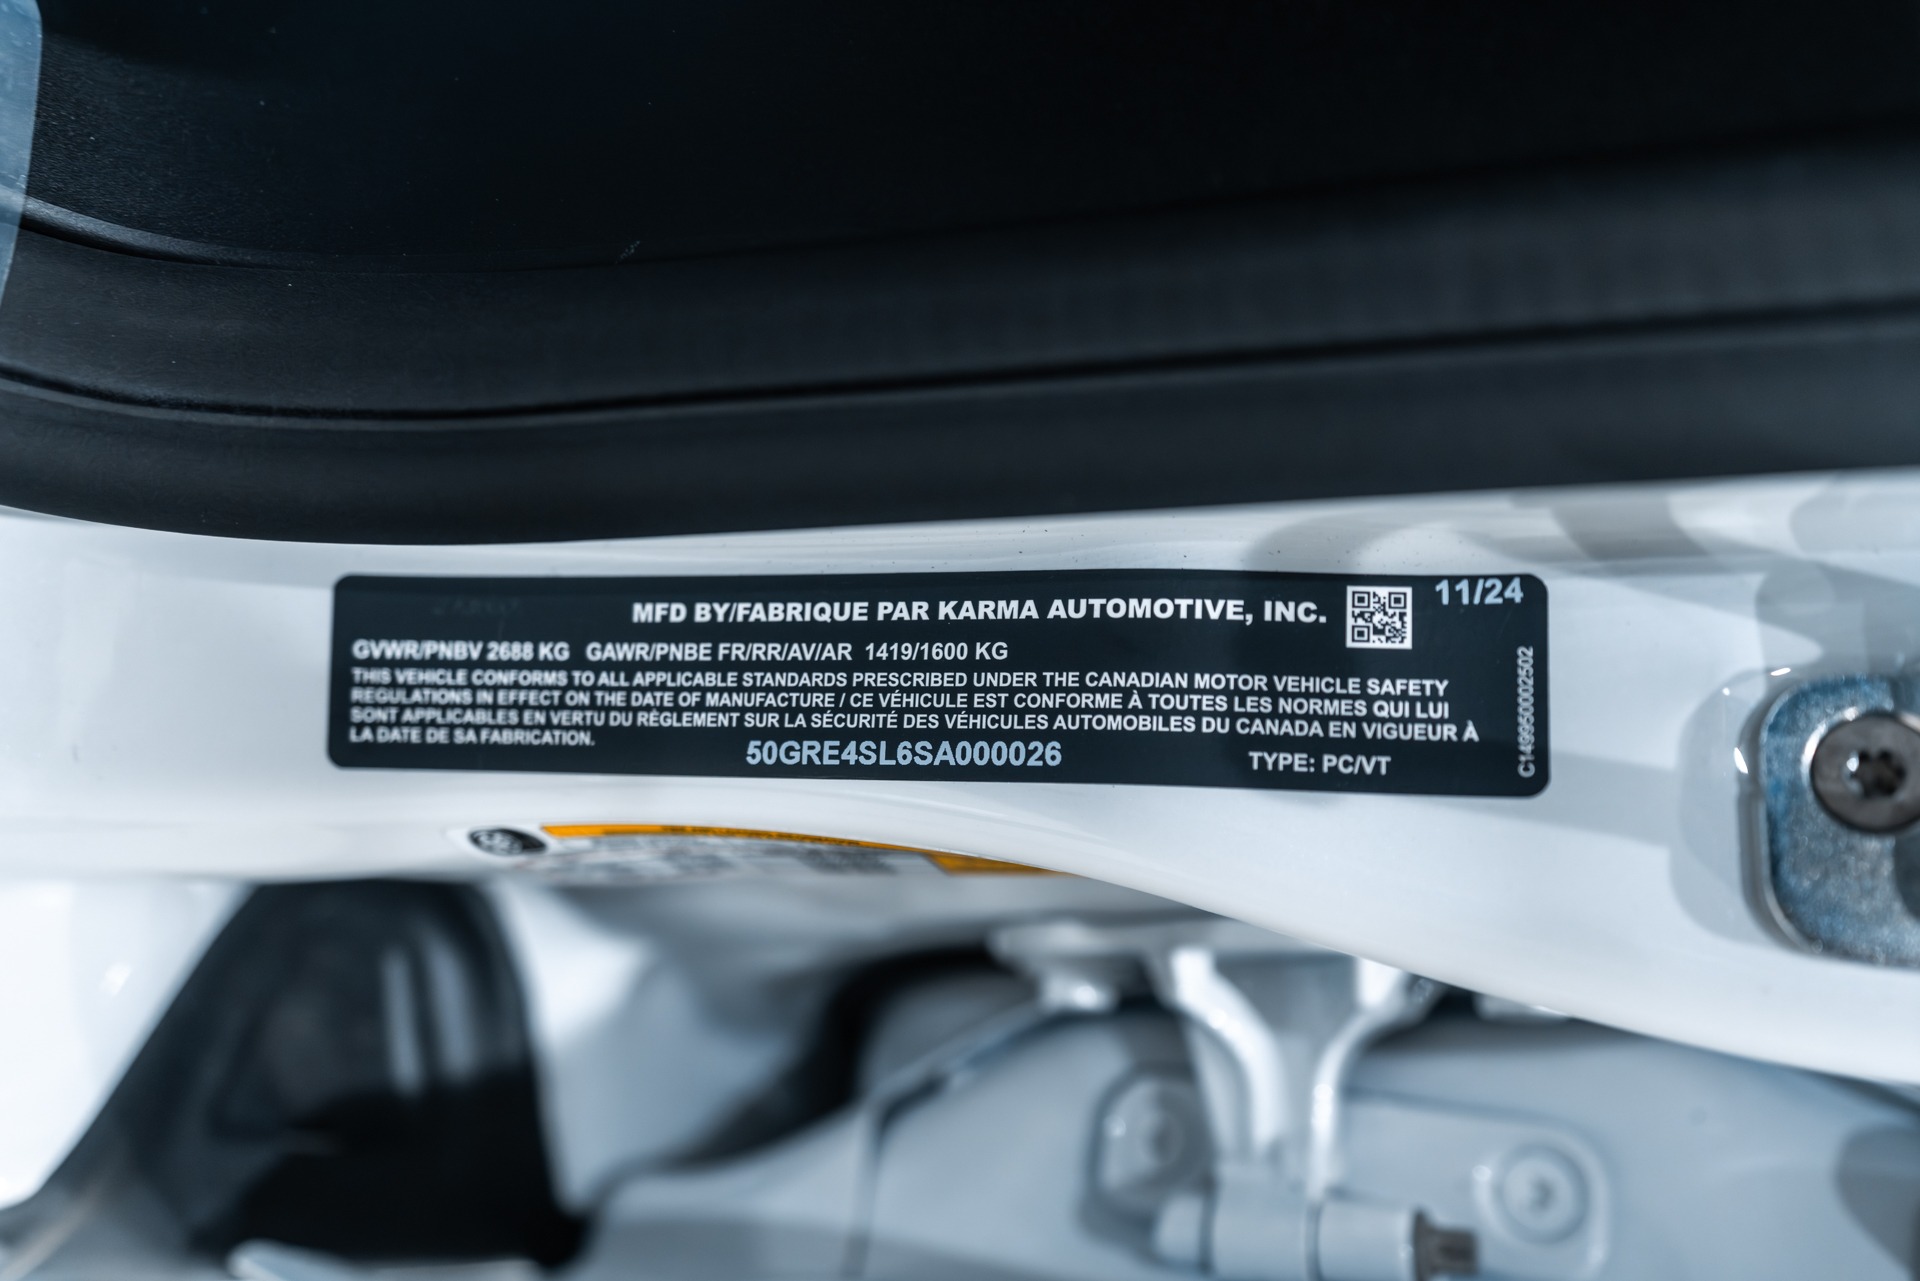 MFD BY/FABRIQUE PAR KARMA AUTOMOTIVE, INC.
11/24
GVWR/PNBV 2688 KG GAWR/PNBE FR/RR/AV/AR 1419/1600 KG
THIS VEHICLE CONFORMS TO ALL APPLICABLE STANDARDS PRESCRIBED UNDER THE CANADIAN MOTOR VEHICLE SAFETY
REGULATIONS IN EFFECT ON THE DATE OF MANUFACTURE / CE VÉHICULE EST CONFORME À TOUTES LES NORMES QUI LUI
SONT APPLICABLES EN VERTU DU RÈGLEMENT SUR LA SÉCURITÉ DES VÉHICULES AUTOMOBILES DU CANADA EN VIGUEUR À
LA DATE DE SA FABRICATION.
50GRE4SL6SA000026
TYPE: PC/VT
C149950002502